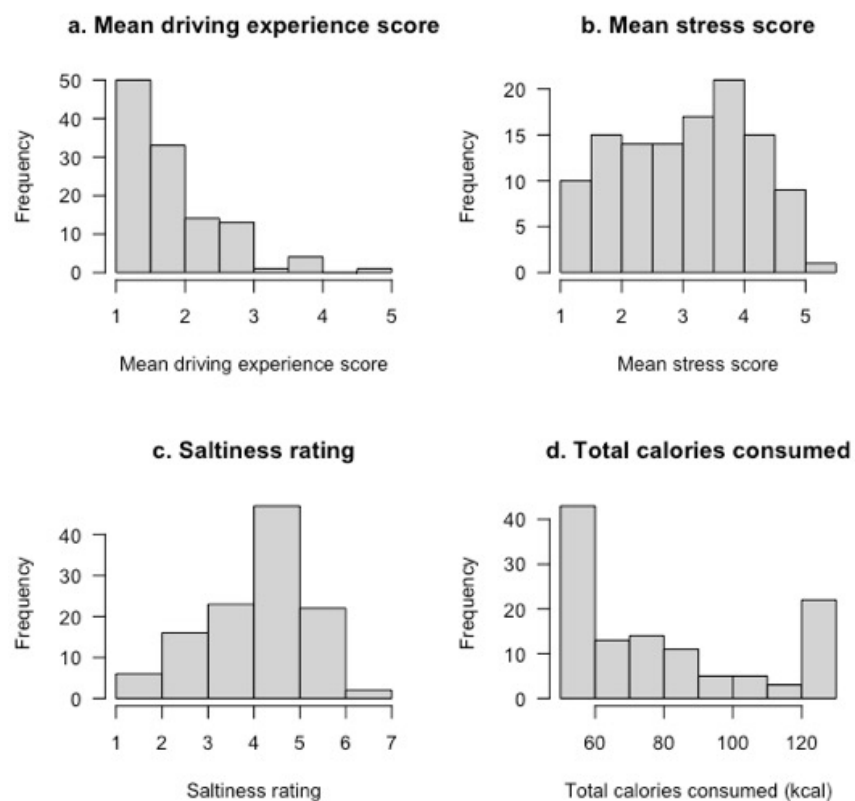 a. Mean driving experience score
Frequency
50
40
30
20
10
0
1 2 3 4 5
Mean driving experience score
b. Mean stress score
Frequency
20
15
10
5
0
1 2 3 4 5
Mean stress score
c. Saltiness rating
Frequency
40
30
20
10
0
1 2 3 4 5 6 7
Saltiness rating
d. Total calories consumed
Frequency
40
30
20
10
0
60 80 100 120
Total calories consumed (kcal)